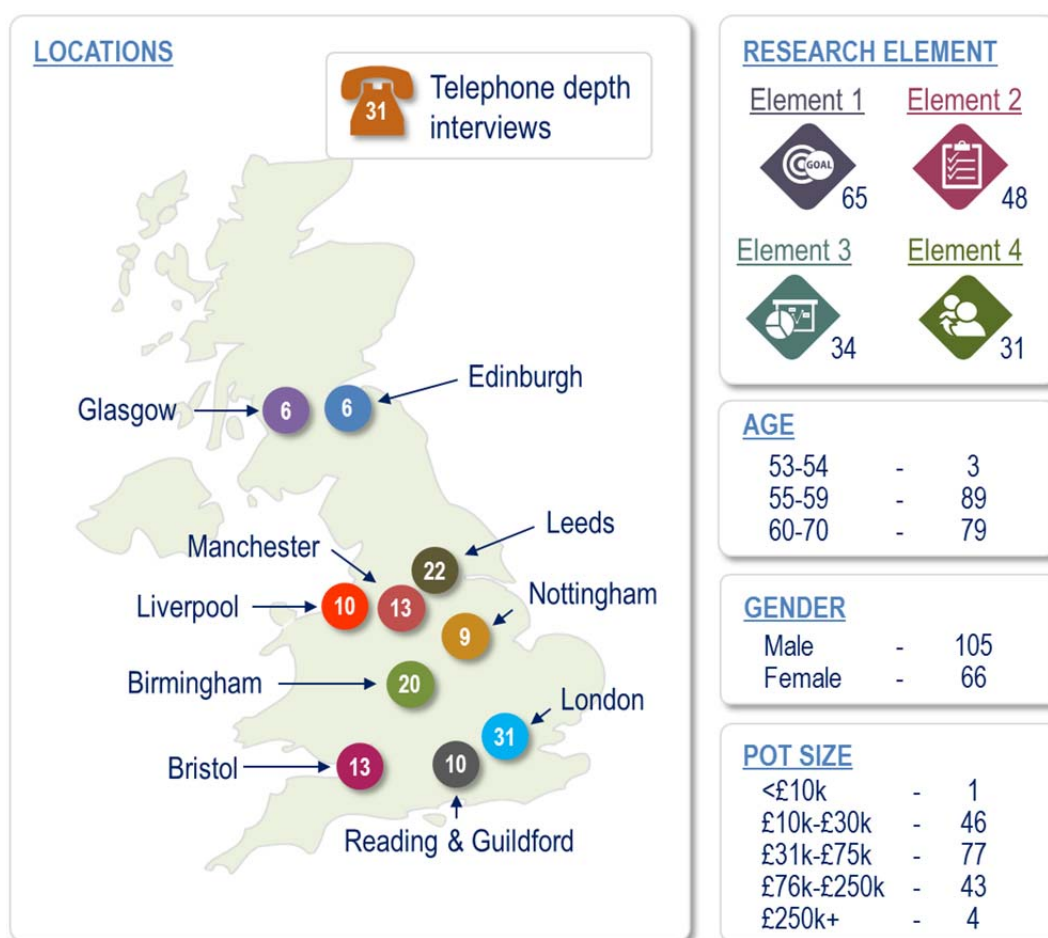 LOCATIONS
31
Telephone depth
interviews
Glasgow
6
6
Edinburgh
Manchester
Leeds
22
Liverpool
10
13
Nottingham
9
Birmingham
20
London
31
Bristol
13
10
Reading & Guildford
RESEARCH ELEMENT
Element 1
GOAL
65
Element 2
48
Element 3
34
Element 4
31
AGE
53-54 - 3
55-59 - 89
60-70 - 79
GENDER
Male - 105
Female - 66
POT SIZE
<£10k - 1
£10k-£30k - 46
£31k-£75k - 77
£76k-£250k - 43
£250k+ - 4